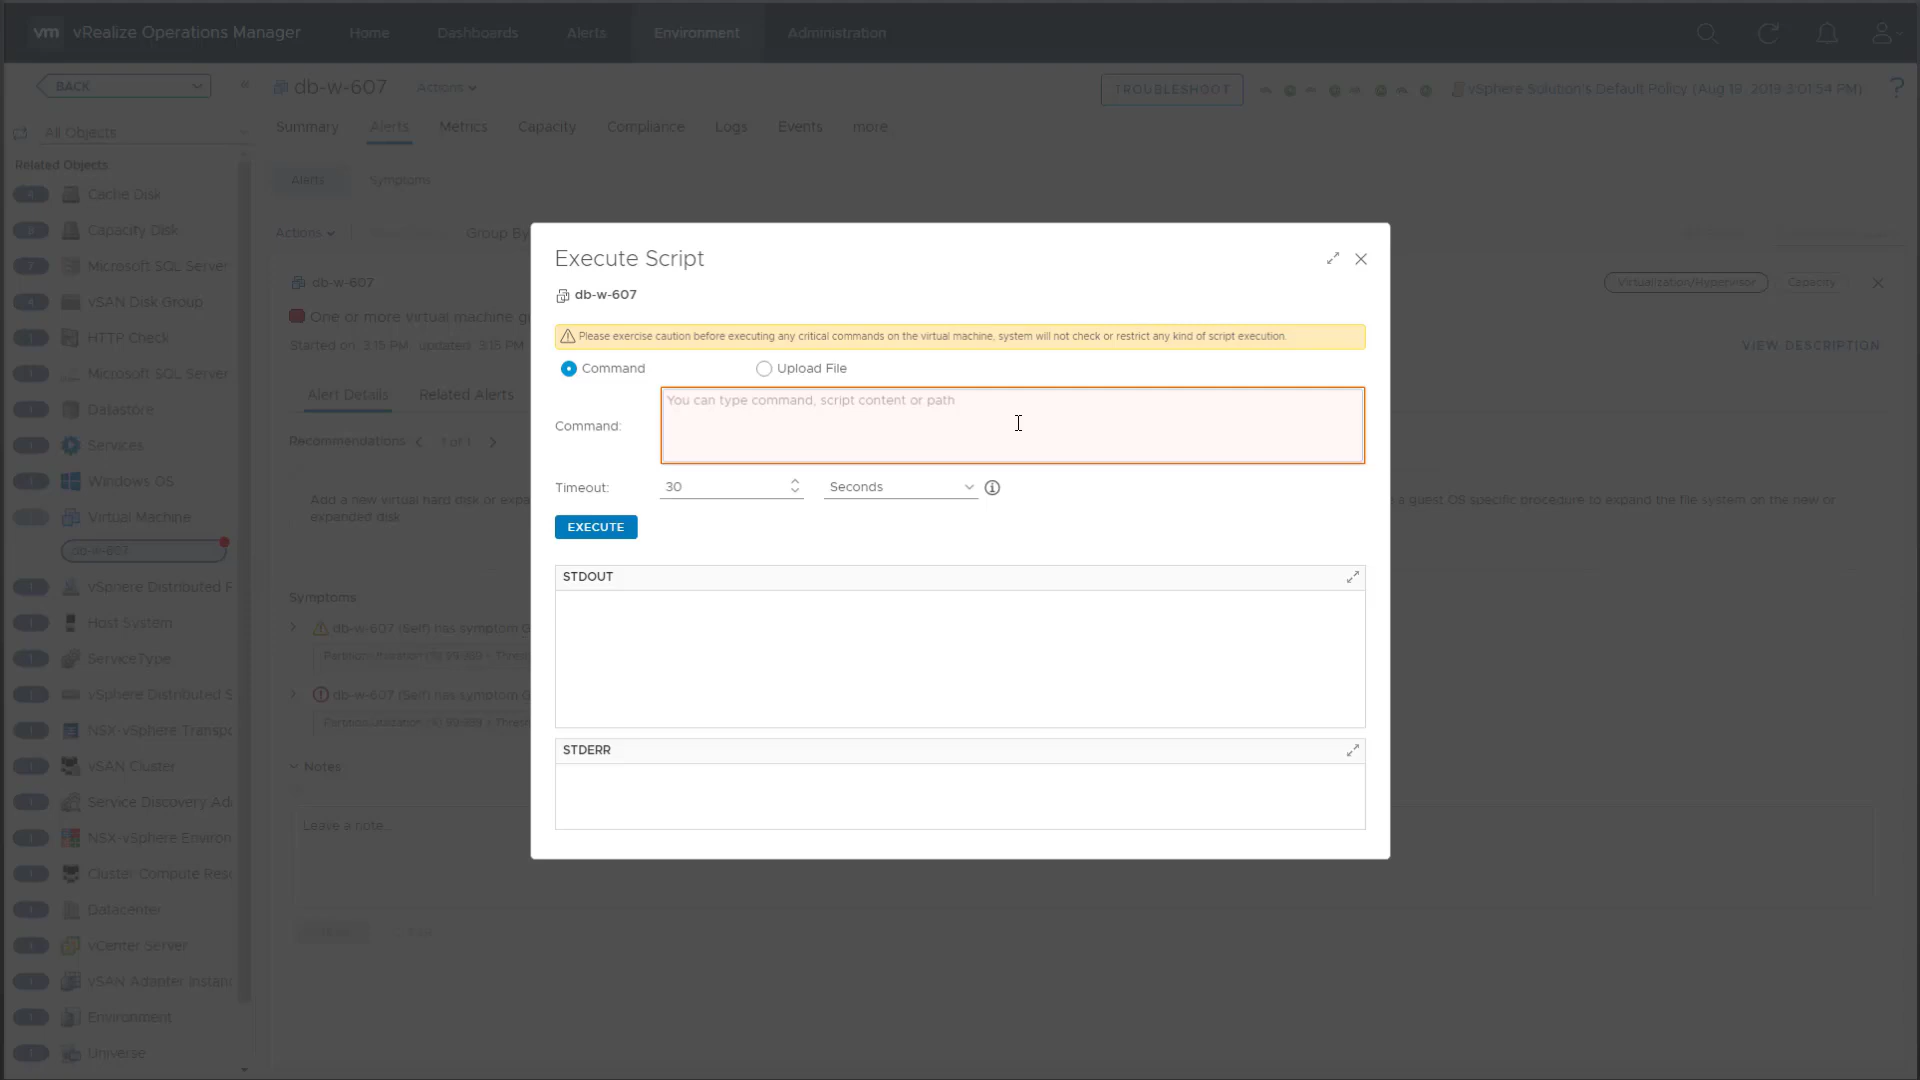 vm vRealize Operations Manager Home Dashboards Alerts Environment Administration
BACK
db-w-607 Actions
TROUBLESHOOT
vSphere Solution's Default Policy (Aug 19, 2019 3:01:54 PM)
?
All Objects
Summary Alerts Metrics Capacity Compliance Logs Events more
Related Objects
Alerts Symptoms
Cache Disk
Capacity Disk
Microsoft SQL Server
vSAN Disk Group
HTTP Check
Microsoft SQL Server
Datastore
Services
Windows OS
Virtual Machine
db-w-607
vSphere Distributed P
Host System
ServiceType
vSphere Distributed S
NSX-vSphere Transpo
vSAN Cluster
Service Discovery Ada
NSX-vSphere Environ
Cluster Compute Reso
Datacenter
vCenter Server
vSAN Adapter Instanc
Environment
Universe
Actions
Group By
db-w-607
Virtualization/Hypervisor Capacity
One or more virtual machine gu
Started on: 3:15 PM updated: 3:15 PM
VIEW DESCRIPTION
Alert Details Related Alerts
Recommendations 1 of 1
Add a new virtual hard disk or expa
a guest OS specific procedure to expand the file system on the new or
expanded disk
Symptoms
db-w-607 (Self) has symptom G
db-w-607 (Self) has symptom G
Notes
Leave a note...
Execute Script
db-w-607
Please exercise caution before executing any critical commands on the virtual machine, system will not check or restrict any kind of script execution.
Command Upload File
Command:
You can type command, script content or path
Timeout: 30 Seconds
EXECUTE
STDOUT
STDERR